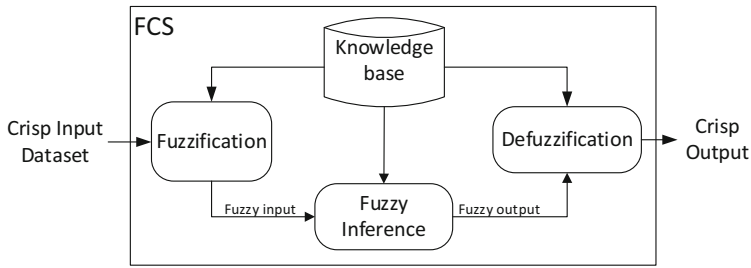 FCS
Knowledge
base
Crisp Input
Dataset
Fuzzification
Defuzzification
Crisp
Output
Fuzzy input
Fuzzy
Inference
Fuzzy output